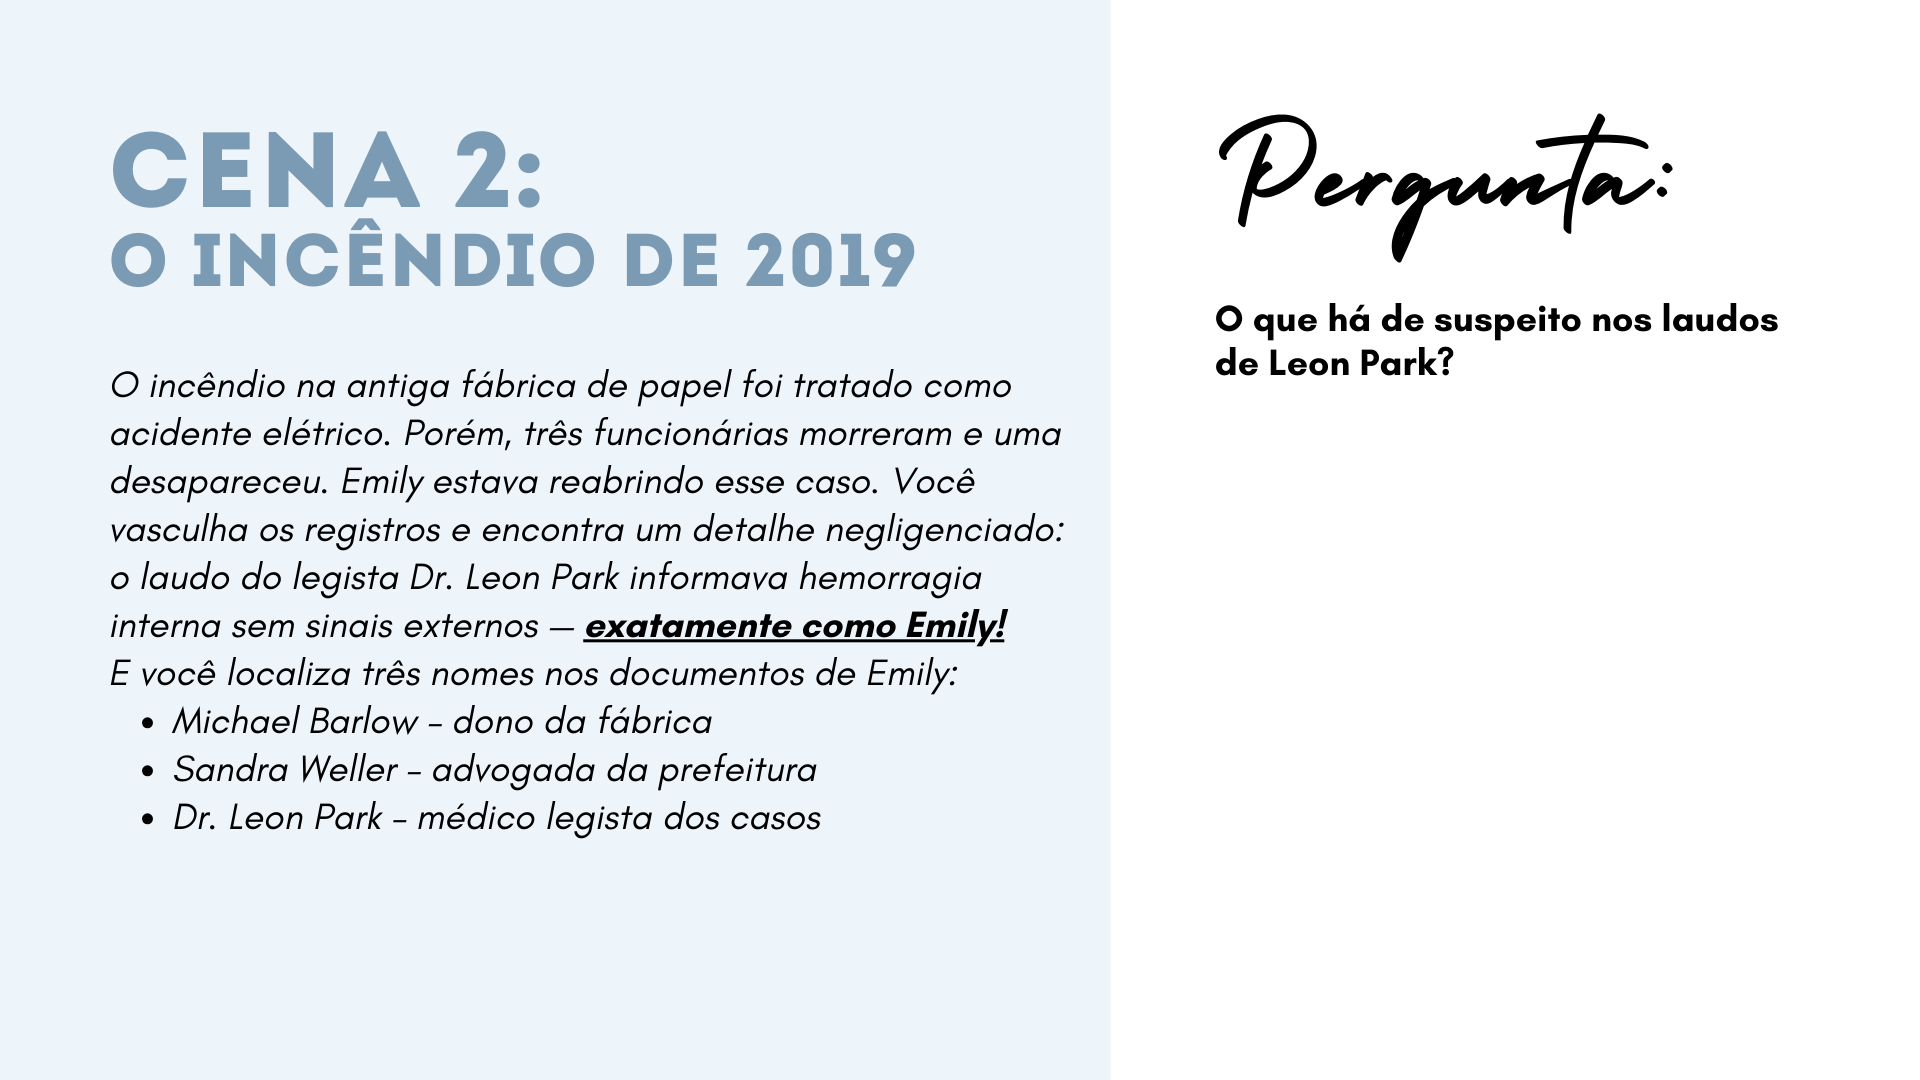 CENA 2:
O INCÊNDIO DE 2019
O incêndio na antiga fábrica de papel foi tratado como
acidente elétrico. Porém, três funcionárias morreram e uma
desapareceu. Emily estava reabrindo esse caso. Você
vasculha os registros e encontra um detalhe negligenciado:
o laudo do legista Dr. Leon Park informava hemorragia
interna sem sinais externos — exatamente como Emily!
E você localiza três nomes nos documentos de Emily:
• Michael Barlow – dono da fábrica
• Sandra Weller – advogada da prefeitura
• Dr. Leon Park – médico legista dos casos
Pergunta:
O que há de suspeito nos laudos
de Leon Park?